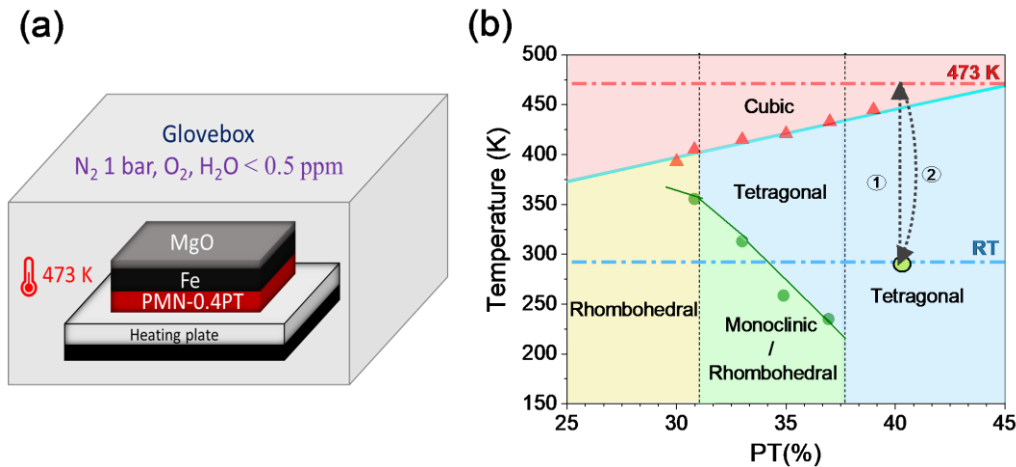 (a)
Glovebox
N₂ 1 bar, O₂, H₂O < 0.5 ppm
473 K
MgO
Fe
PMN-0.4PT
Heating plate
(b)
Temperature (K)
500
450
400
350
300
250
200
150
473 K
Cubic
Tetragonal
①
②
RT
Rhombohedral
Tetragonal
Monoclinic
/
Rhombohedral
25
30
35
40
45
PT(%)